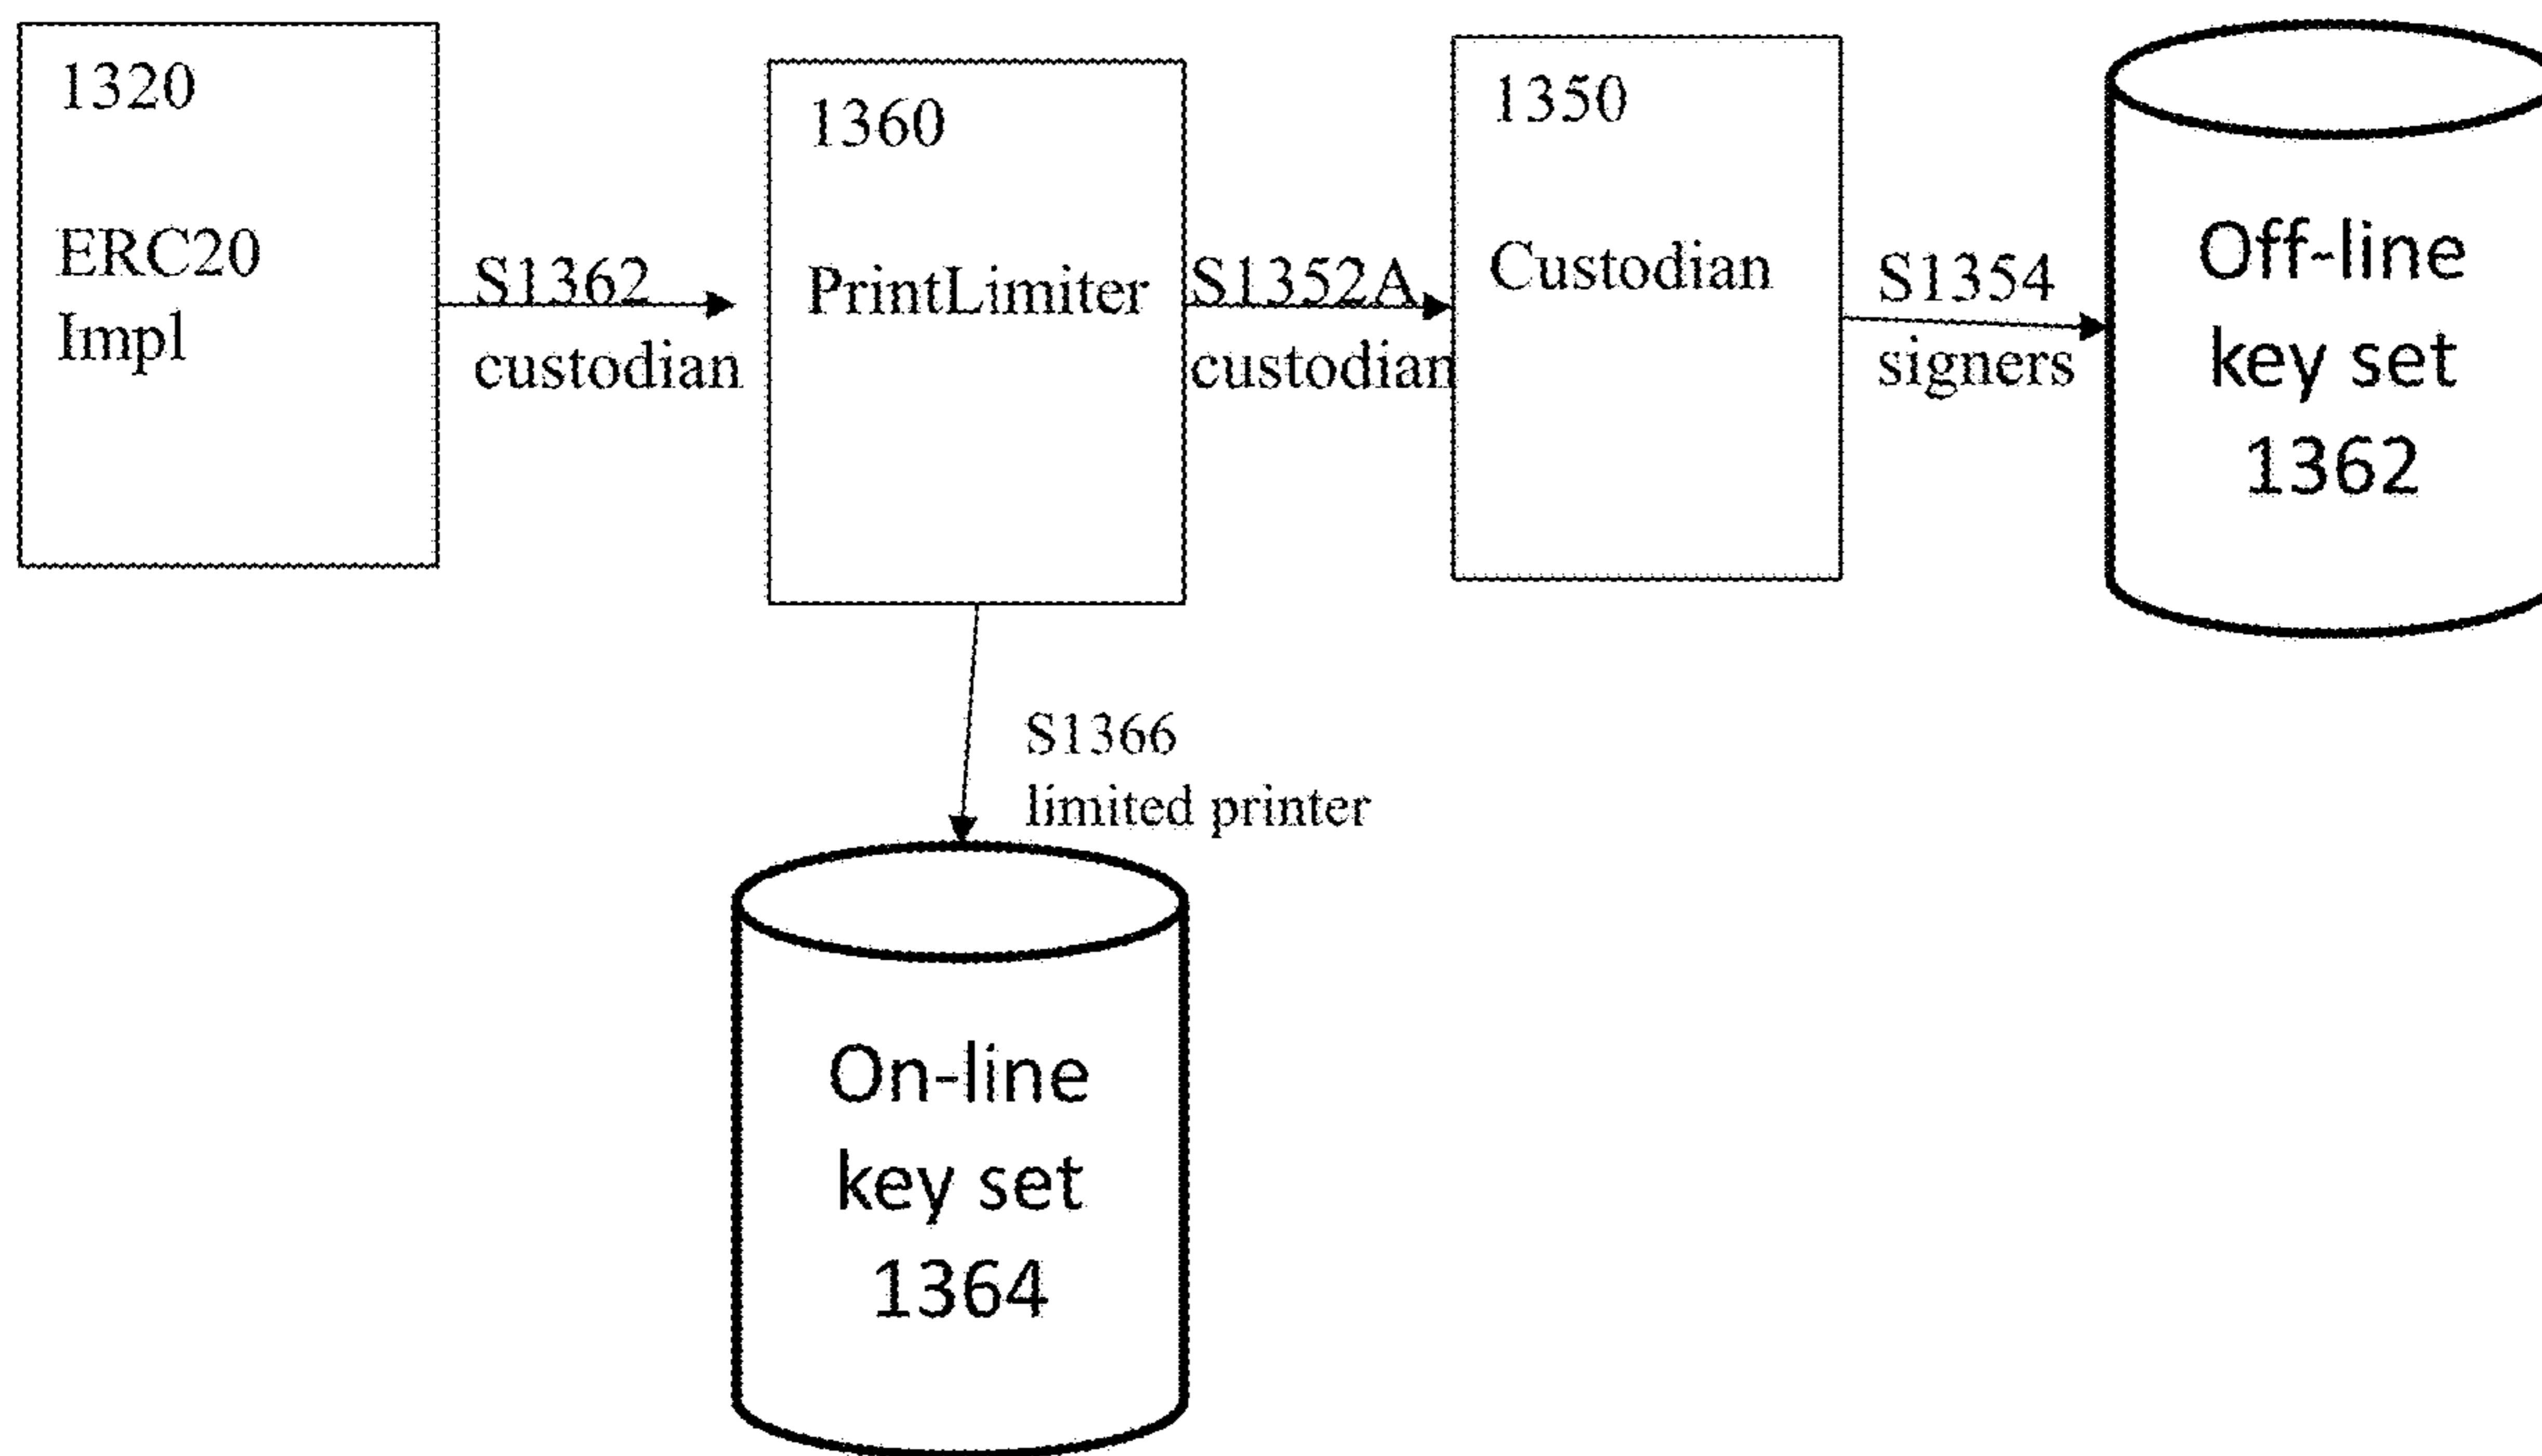 1320
ERC20
Impl
S1362
custodian
1360
PrintLimiter
S1352A
custodian
1350
Custodian
S1354
signers
Off-line
key set
1362
S1366
limited printer
On-line
key set
1364